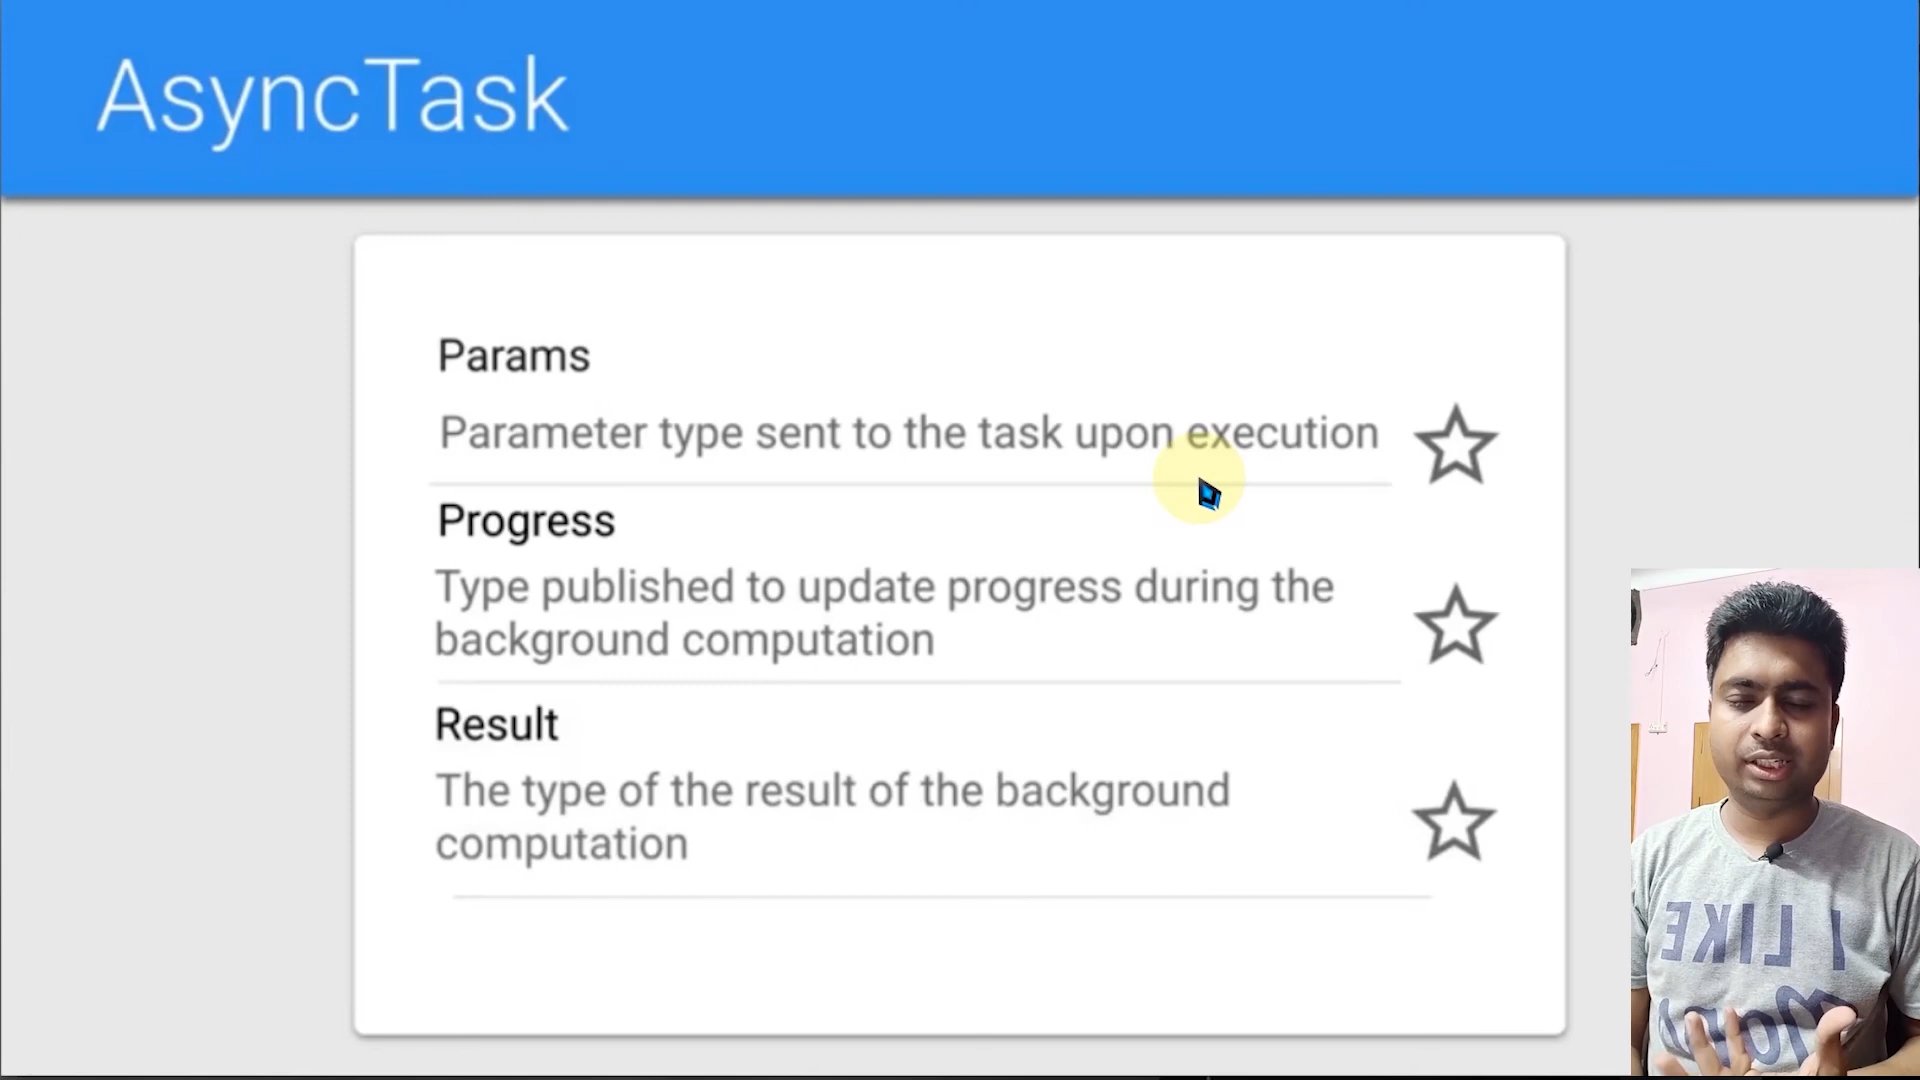 AsyncTask
Params
Parameter type sent to the task upon execution
Progress
Type published to update progress during the
background computation
Result
The type of the result of the background
computation
I LIKE